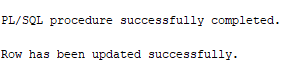 PL/SQL procedure successfully completed.
Row has been updated successfully.